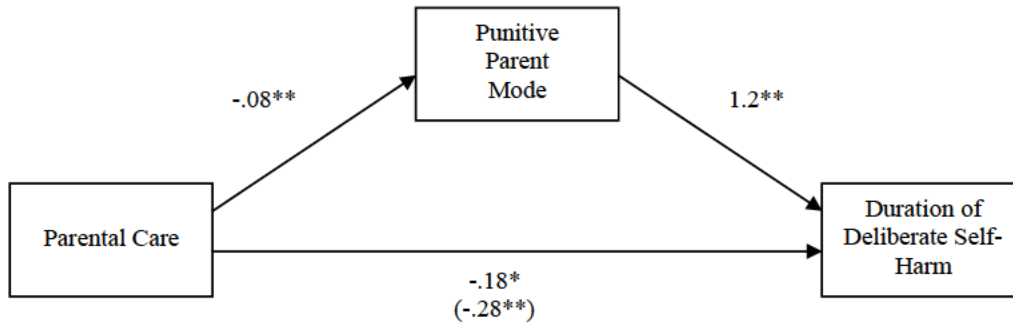 Punitive
Parent
Mode
-.08**
1.2**
Parental Care
Duration of
Deliberate Self-
Harm
-.18*
(-.28**)